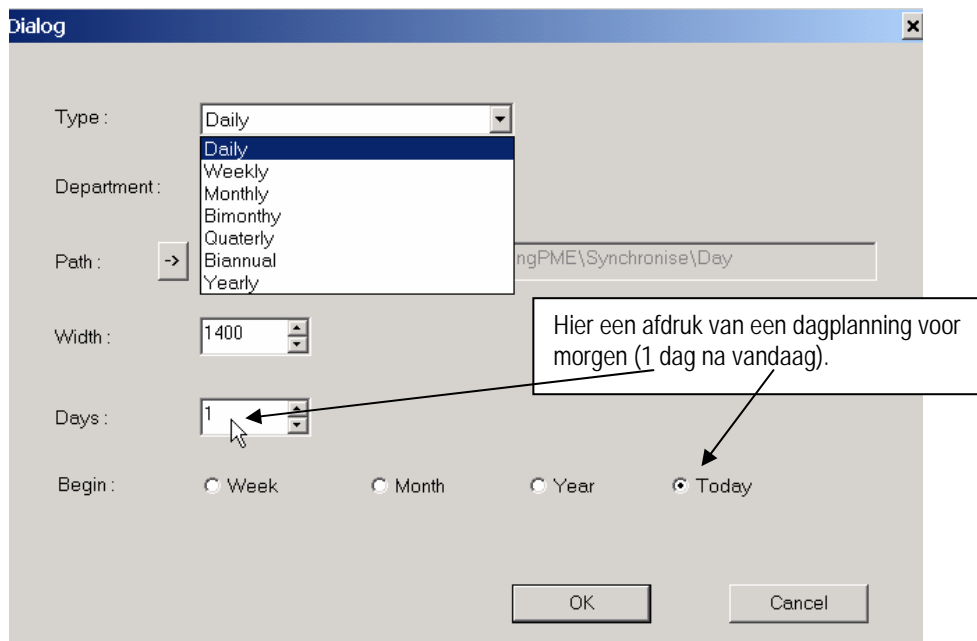 Dialog
Type :
Daily
Daily
Weekly
Monthly
Bimonthy
Quaterly
Biannual
Yearly
Department :
Path :
->
ngPME\Synchronise\Day
Width :
1400
Hier een afdruk van een dagplanning voor
morgen (1 dag na vandaag).
Days :
1
Begin :
Week
Month
Year
Today
OK
Cancel